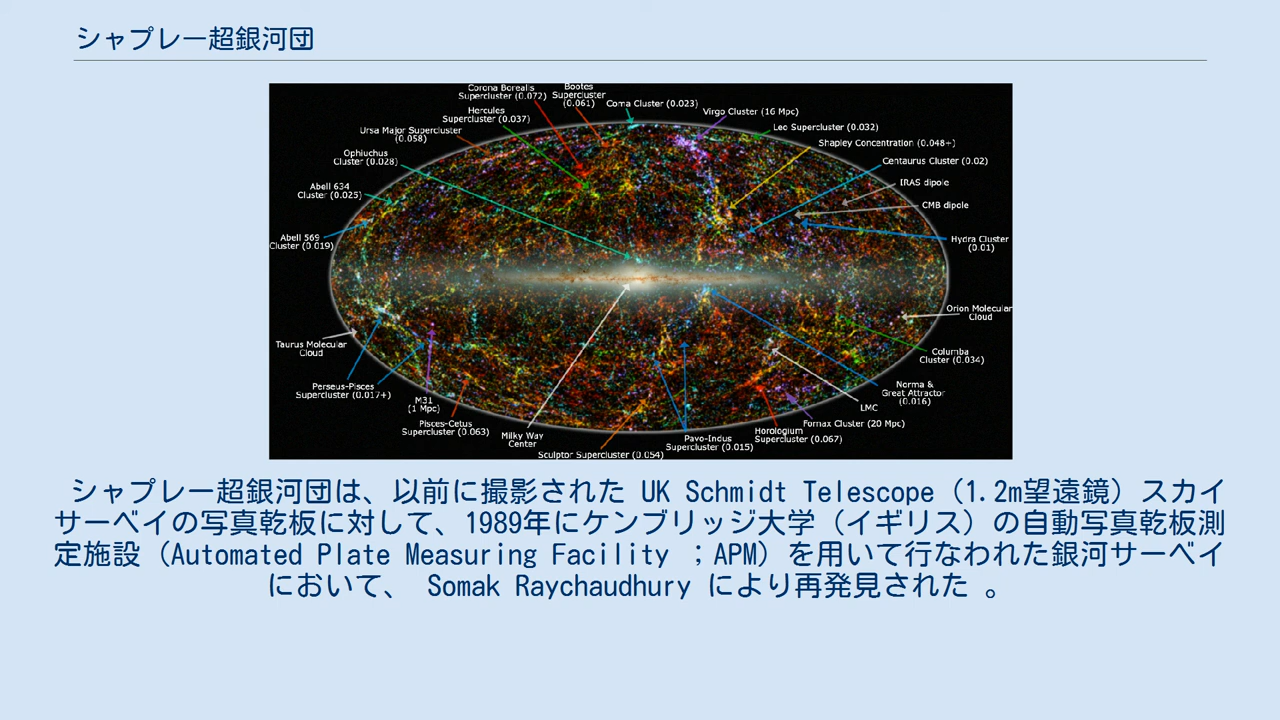 シャプレー超銀河団
Corona Borealis
Supercluster (0.072)
Bootes
Supercluster
(0.061)
Coma Cluster (0.023)
Hercules
Supercluster (0.037)
Virgo Cluster (16 Mpc)
Ursa Major Supercluster
(0.058)
Leo Supercluster (0.032)
Shapley Concentration (0.048+)
Ophiuchus
Cluster (0.028)
Centaurus Cluster (0.02)
Abell 634
Cluster (0.025)
IRAS dipole
CMB dipole
Abell 569
Cluster (0.019)
Hydra Cluster
(0.01)
Orion Molecular
Cloud
Taurus Molecular
Cloud
Columba
Cluster (0.034)
Perseus-Pisces
Supercluster (0.017+)
Norma &
Great Attractor
(0.016)
M31
(1 Mpc)
LMC
Pisces-Cetus
Supercluster (0.063)
Fornax Cluster (20 Mpc)
Milky Way
Center
Horologium
Supercluster (0.067)
Pavo-Indus
Supercluster (0.015)
Sculptor Supercluster (0.054)
シャプレー超銀河団は、以前に撮影された UK Schmidt Telescope（1.2m望遠鏡）スカイ
サーベイの写真乾板に対して、1989年にケンブリッジ大学（イギリス）の自動写真乾板測
定施設（Automated Plate Measuring Facility ；APM）を用いて行なわれた銀河サーベイ
において、 Somak Raychaudhury により再発見された 。